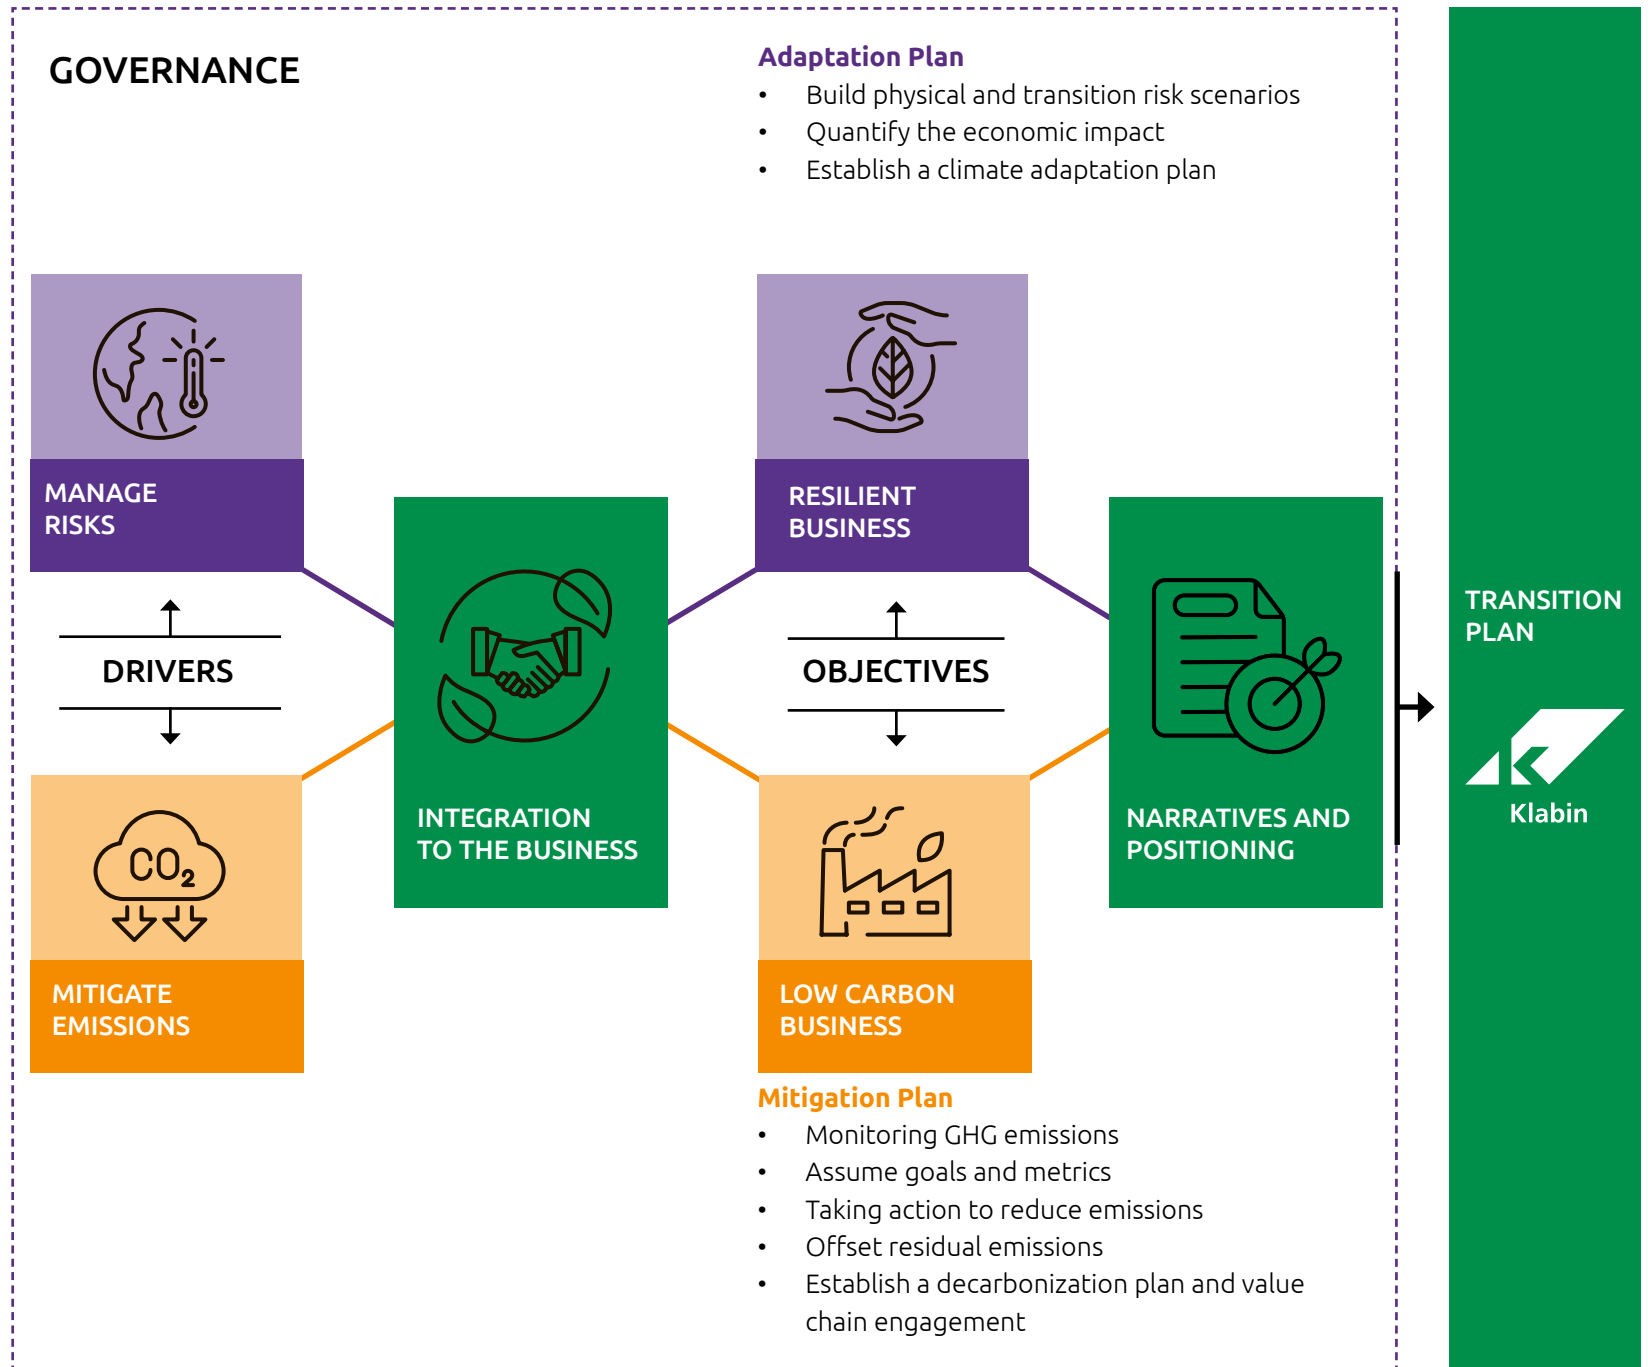 GOVERNANCE
Adaptation Plan
• Build physical and transition risk scenarios
• Quantify the economic impact
• Establish a climate adaptation plan
MANAGE
RISKS
RESILIENT
BUSINESS
DRIVERS
OBJECTIVES
TRANSITION
PLAN
Klabin
CO₂
INTEGRATION
TO THE BUSINESS
NARRATIVES AND
POSITIONING
MITIGATE
EMISSIONS
LOW CARBON
BUSINESS
Mitigation Plan
• Monitoring GHG emissions
• Assume goals and metrics
• Taking action to reduce emissions
• Offset residual emissions
• Establish a decarbonization plan and value
chain engagement